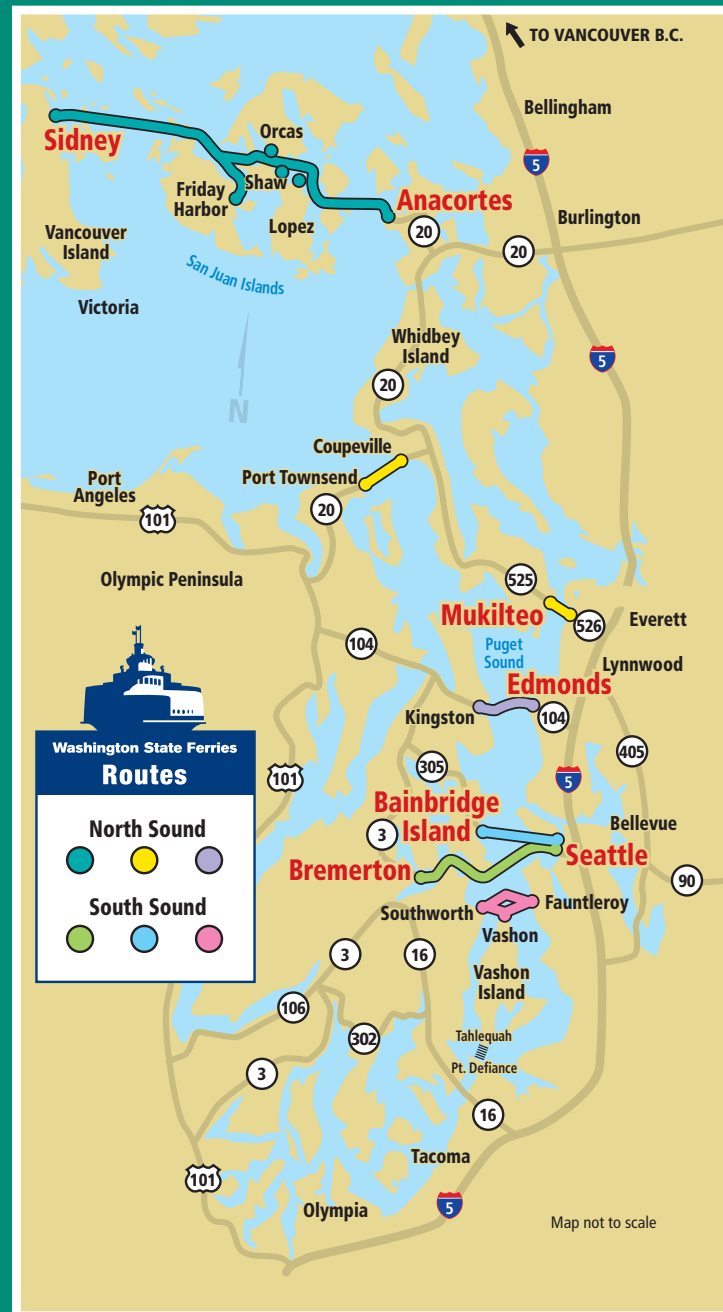 TO VANCOUVER B.C.
Bellingham
5
Sidney
Orcas
Shaw
Friday
Harbor
Lopez
Anacortes
20
Burlington
20
Vancouver
Island
San Juan Islands
Victoria
N
Whidbey
Island
5
20
Coupeville
Port Townsend
Port
Angeles
101
20
Olympic Peninsula
525
Mukilteo
526
Everett
Puget
Sound
Lynnwood
104
Edmonds
Kingston
104
405
Washington State Ferries
Routes
North Sound
South Sound
101
305
5
Bainbridge
Island
3
Bellevue
Bremerton
Seattle
90
Southworth
Fauntleroy
Vashon
3
16
Vashon
Island
106
302
Tahlequah
Pt. Defiance
3
16
Tacoma
101
Olympia
5
Map not to scale